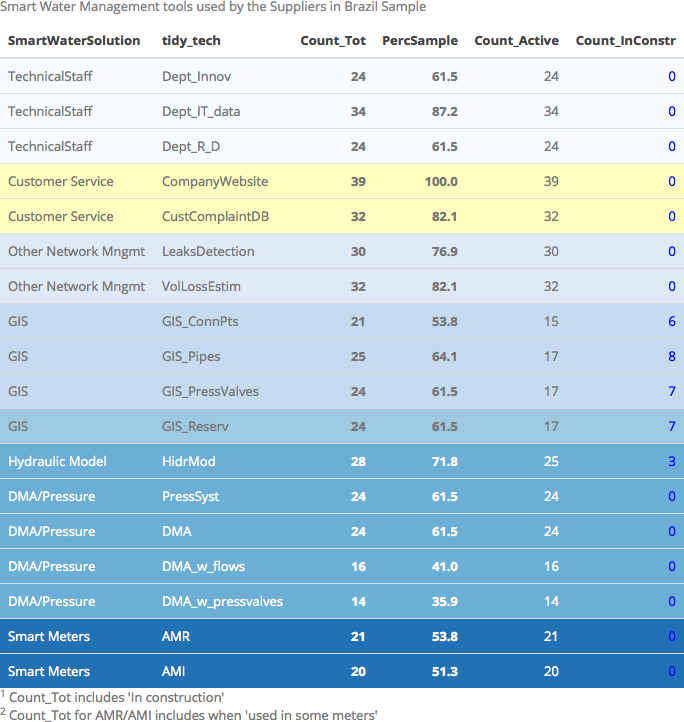 Smart Water Management tools used by the Suppliers in Brazil Sample
SmartWaterSolution tidy_tech Count_Tot PercSample Count_Active Count_InConstr
TechnicalStaff Dept_Innov 24 61.5 24 0
TechnicalStaff Dept_IT_data 34 87.2 34 0
TechnicalStaff Dept_R_D 24 61.5 24 0
Customer Service CompanyWebsite 39 100.0 39 0
Customer Service CustComplaintDB 32 82.1 32 0
Other Network Mngmt LeaksDetection 30 76.9 30 0
Other Network Mngmt VolLossEstim 32 82.1 32 0
GIS GIS_ConnPts 21 53.8 15 6
GIS GIS_Pipes 25 64.1 17 8
GIS GIS_PressValves 24 61.5 17 7
GIS GIS_Reserv 24 61.5 17 7
Hydraulic Model HidrMod 28 71.8 25 3
DMA/Pressure PressSyst 24 61.5 24 0
DMA/Pressure DMA 24 61.5 24 0
DMA/Pressure DMA_w_flows 16 41.0 16 0
DMA/Pressure DMA_w_pressvalves 14 35.9 14 0
Smart Meters AMR 21 53.8 21 0
Smart Meters AMI 20 51.3 20 0
1 Count_Tot includes 'In construction'
2 Count_Tot for AMR/AMI includes when 'used in some meters'